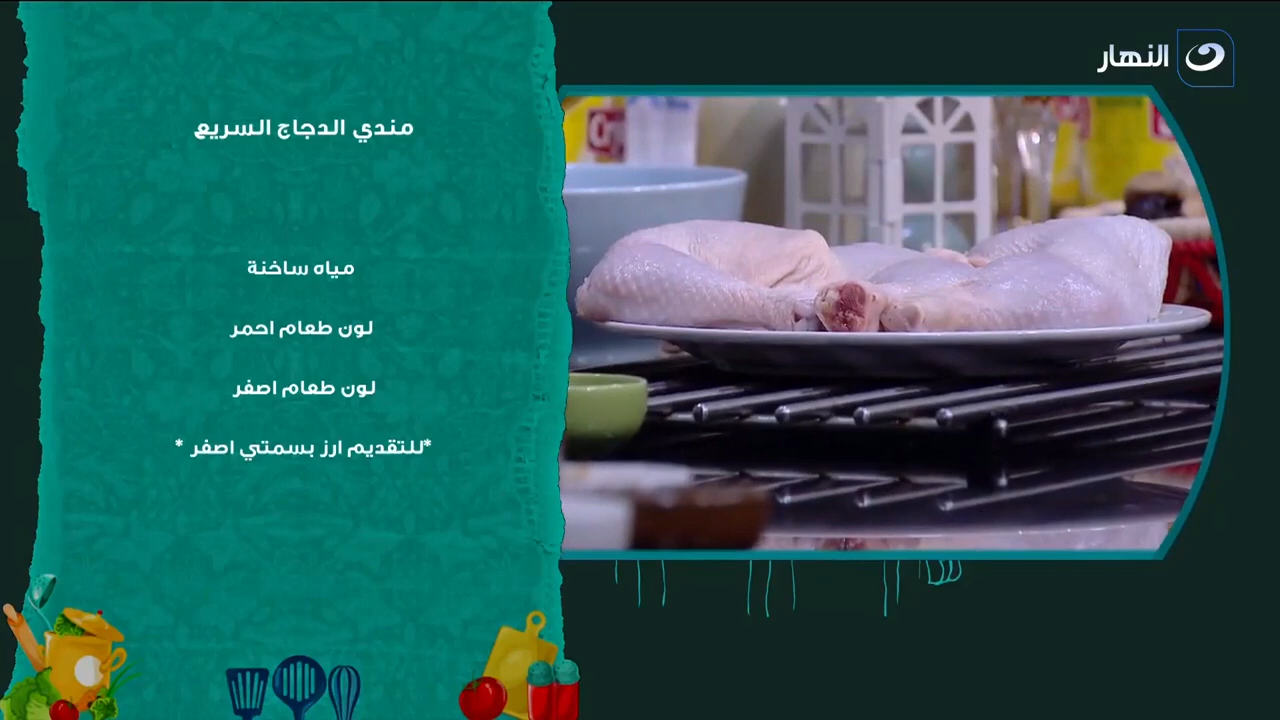 النهار
مندي الدجاج السريع
مياه ساخنة
لون طعام احمر
لون طعام اصفر
*للتقديم ارز بسمتي اصفر *